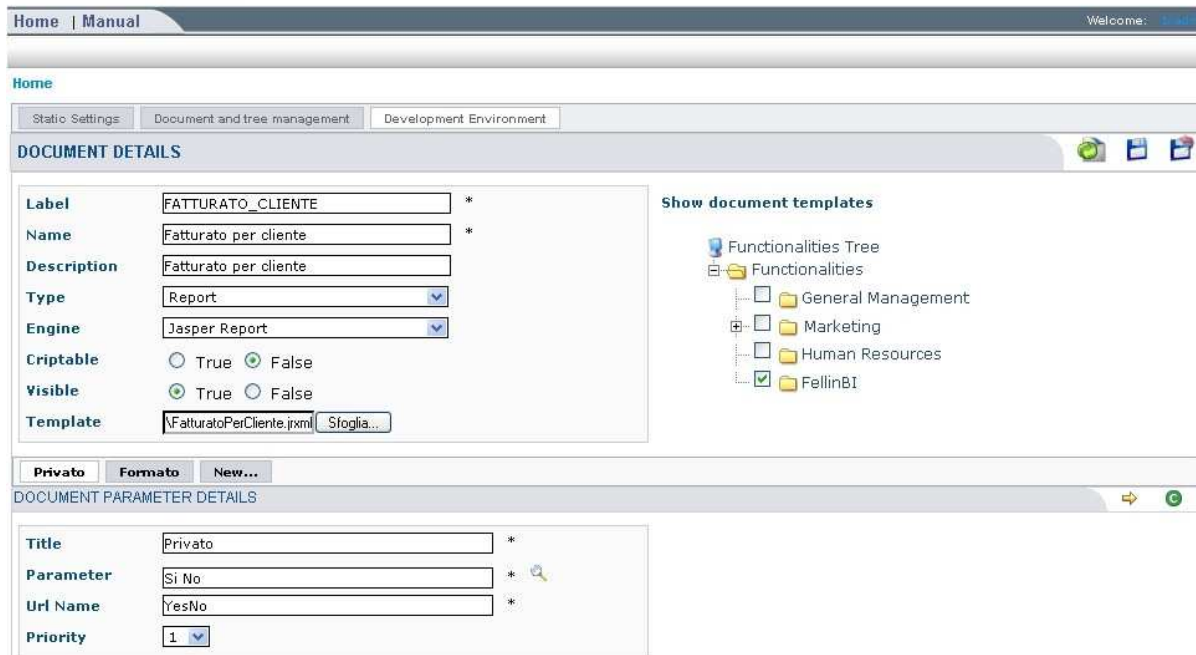 Home | Manual
Welcome:
Home
Static Settings
Document and tree management
Development Environment
DOCUMENT DETAILS
Label FATTURATO_CLIENTE *
Name Fatturato per cliente *
Description Fatturato per cliente
Type Report
Engine Jasper Report
Criptable True False
Visible True False
Template \FatturatoPerCliente.jrxml Sfoglia...
Show document templates
Functionalities Tree
Functionalities
General Management
Marketing
Human Resources
FellinBI
Privato Formato New...
DOCUMENT PARAMETER DETAILS
Title Privato *
Parameter Si No *
Url Name YesNo *
Priority 1